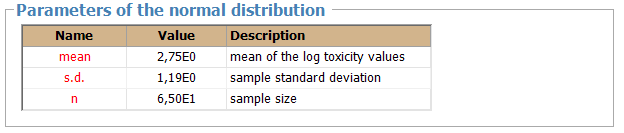 Parameters of the normal distribution
Name Value Description
mean 2,75E0 mean of the log toxicity values
s.d. 1,19E0 sample standard deviation
n 6,50E1 sample size